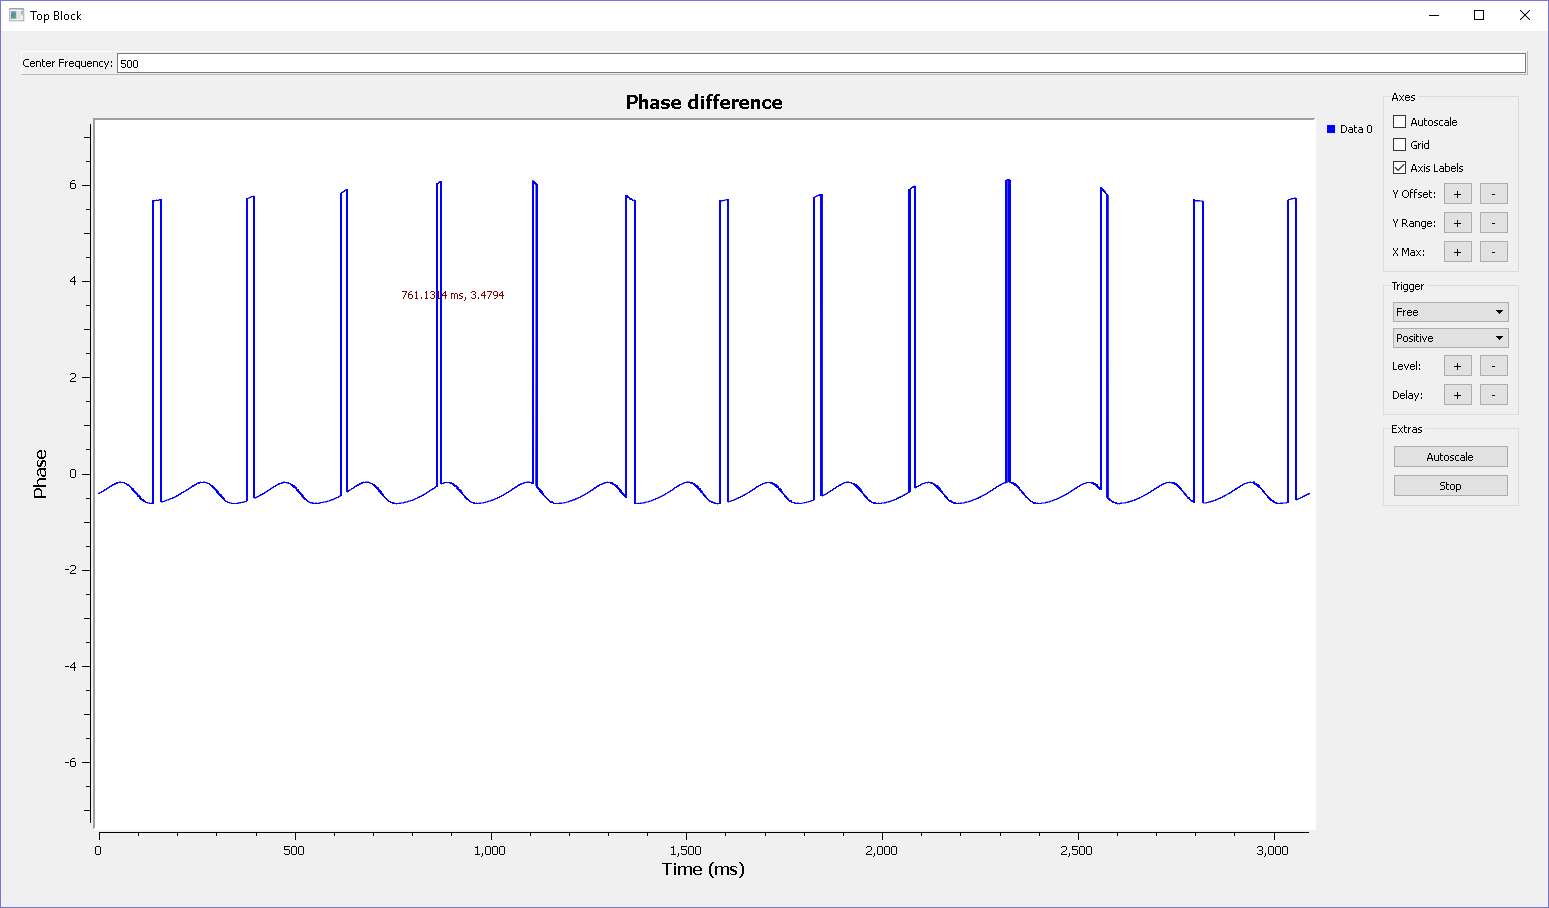 Top Block
Center Frequency: 500
Phase difference
Data 0
Axes
Autoscale
Grid
Axis Labels
Y Offset: + -
Y Range: + -
X Max: + -
Trigger
Free
Positive
Level: + -
Delay: + -
Extras
Autoscale
Stop
6
4
2
0
-2
-4
-6
Phase
761.1314 ms, 3.4794
0 500 1,000 1,500 2,000 2,500 3,000
Time (ms)